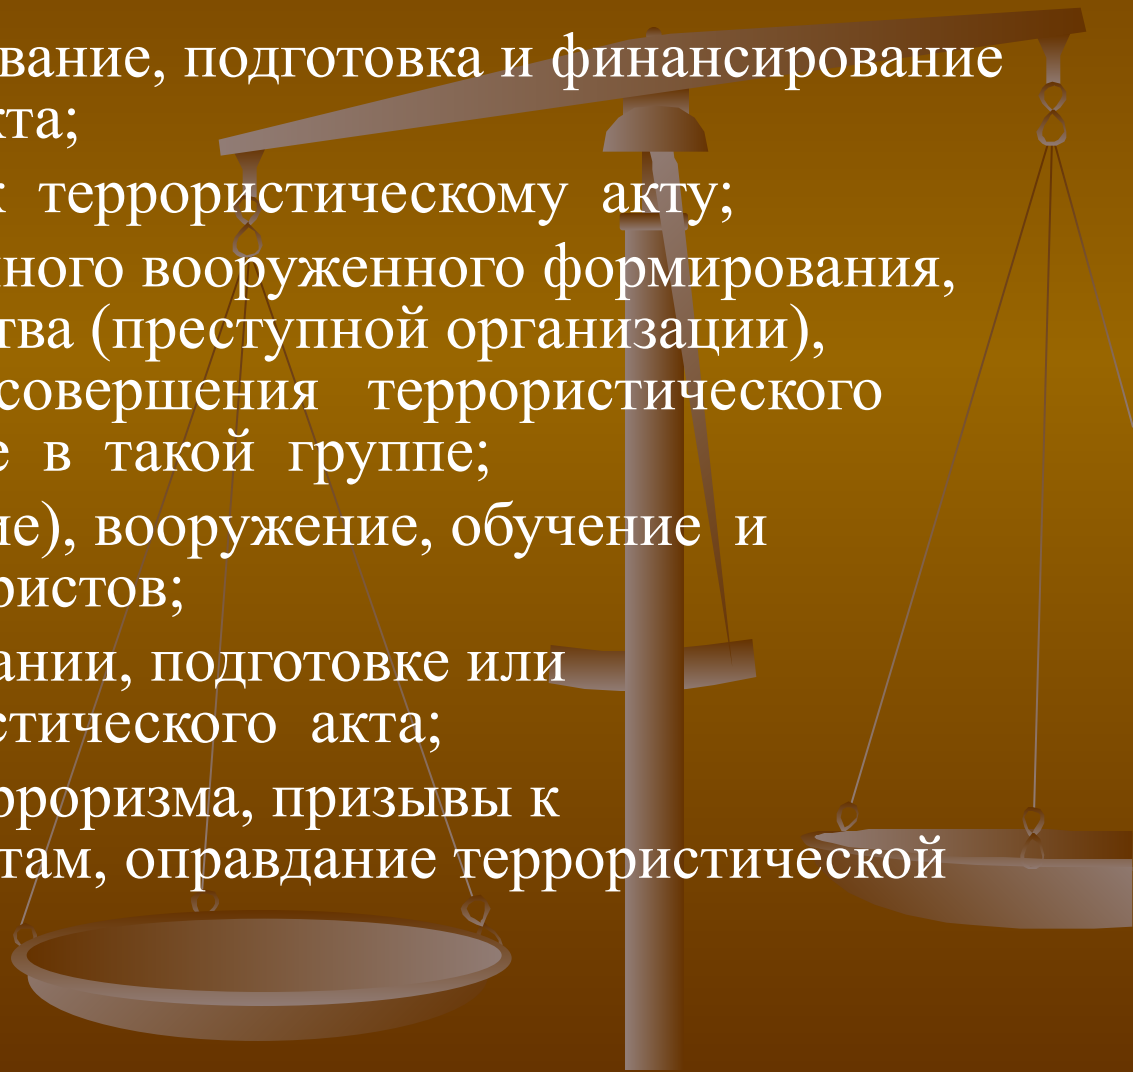 вание, подготовка и финансирование
кта;
к террористическому акту;
нного вооруженного формирования,
тва (преступной организации),
совершения террористического
е в такой группе;
ие), вооружение, обучение и
ристов;
ании, подготовке или
стического акта;
рроризма, призывы к
там, оправдание террористической